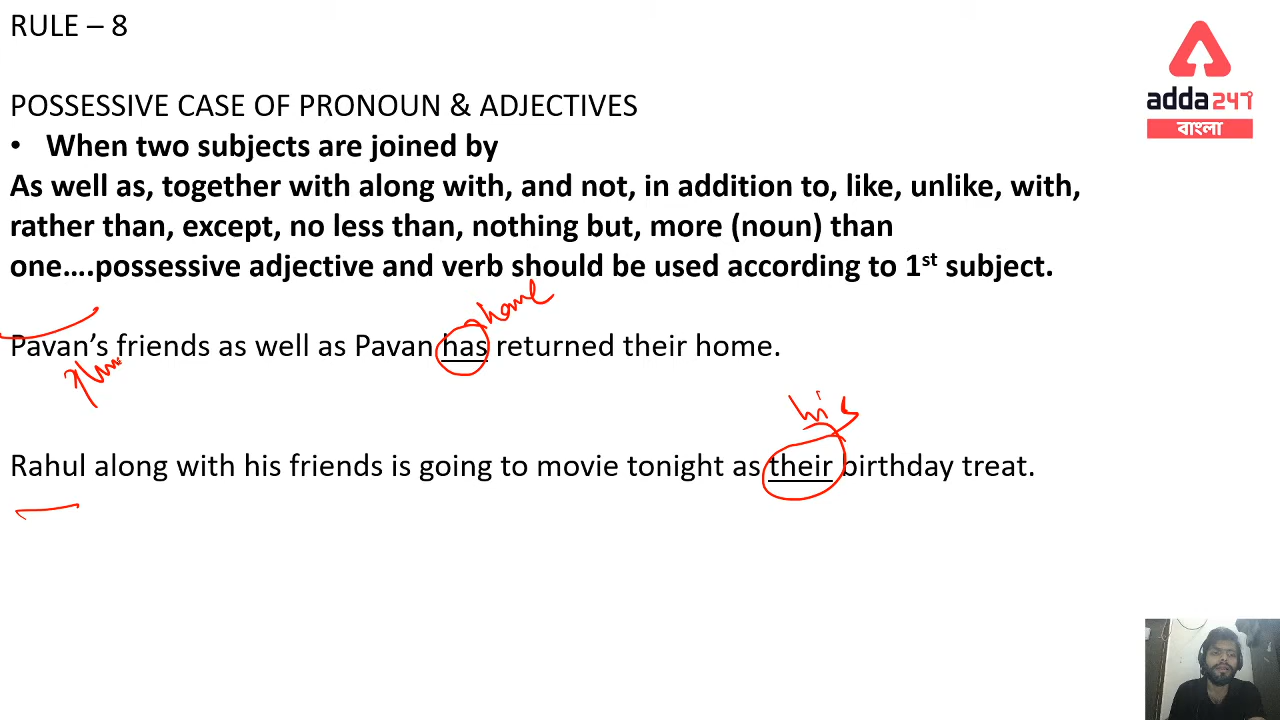 RULE – 8
adda247
বাংলা
POSSESSIVE CASE OF PRONOUN & ADJECTIVES
• When two subjects are joined by
As well as, together with along with, and not, in addition to, like, unlike, with,
rather than, except, no less than, nothing but, more (noun) than
one....possessive adjective and verb should be used according to 1st subject.
have
Pavan's friends as well as Pavan has returned their home.
his
Rahul along with his friends is going to movie tonight as their birthday treat.